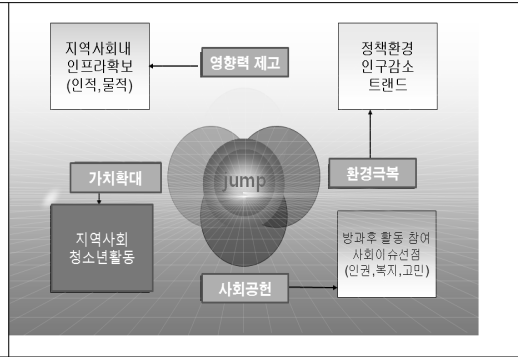 지역사회내
인프라확보
(인적,물적)
영향력 제고
정책환경
인구감소
트랜드
가치확대
jump
환경극복
지역사회
청소년활동
방과후 활동 참여
사회이슈선점
(인권,복지,고민)
사회공헌